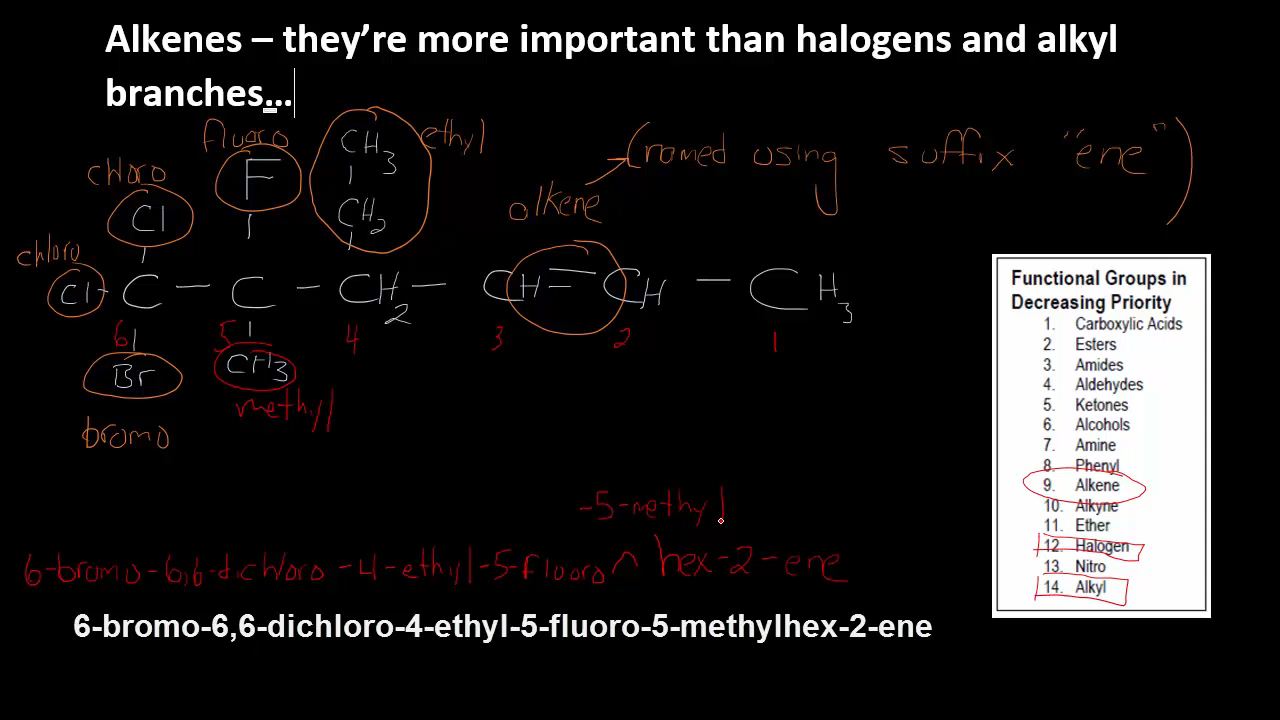 Alkenes – they're more important than halogens and alkyl
branches...
fluoro
ethyl
(named using suffix "ene")
chloro
F
CH3
Cl
CH2
alkene
chloro
Cl- C - C - CH2 - CH = CH - CH3
6 5 4 3 2 1
Br
CH3
methyl
bromo
Functional Groups in
Decreasing Priority
1. Carboxylic Acids
2. Esters
3. Amides
4. Aldehydes
5. Ketones
6. Alcohols
7. Amine
8. Phenyl
9. Alkene
10. Alkyne
11. Ether
12. Halogen
13. Nitro
14. Alkyl
-5-methyl
6-bromo-6,6-dichloro-4-ethyl-5-fluoro ^ hex-2-ene
6-bromo-6,6-dichloro-4-ethyl-5-fluoro-5-methylhex-2-ene